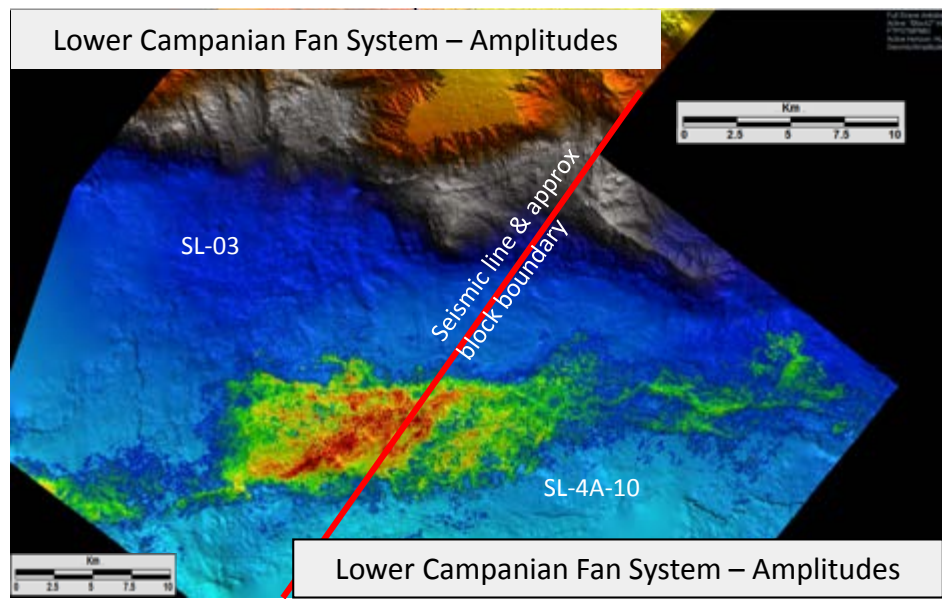 Lower Campanian Fan System – Amplitudes
Km
0 2.5 5 7.5 10
SL-03
Seismic line & approx
block boundary
SL-4A-10
Km
0 2.5 5 7.5 10
Lower Campanian Fan System – Amplitudes